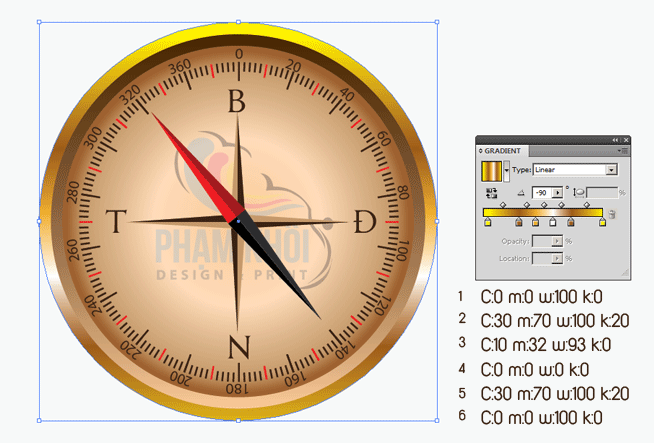 360 0 20
320 40
B
300 60
280 80
T Đ
260 100
DESIGN & PRINT
240 120
N
220 140
200 180 160
GRADIENT
Type: Linear
-90 ° %
Opacity: %
Location: %
1 C:0 m:0 w:100 k:0
2 C:30 m:70 w:100 k:20
3 C:10 m:32 w:93 k:0
4 C:0 m:0 w:0 k:0
5 C:30 m:70 w:100 k:20
6 C:0 m:0 w:100 k:0